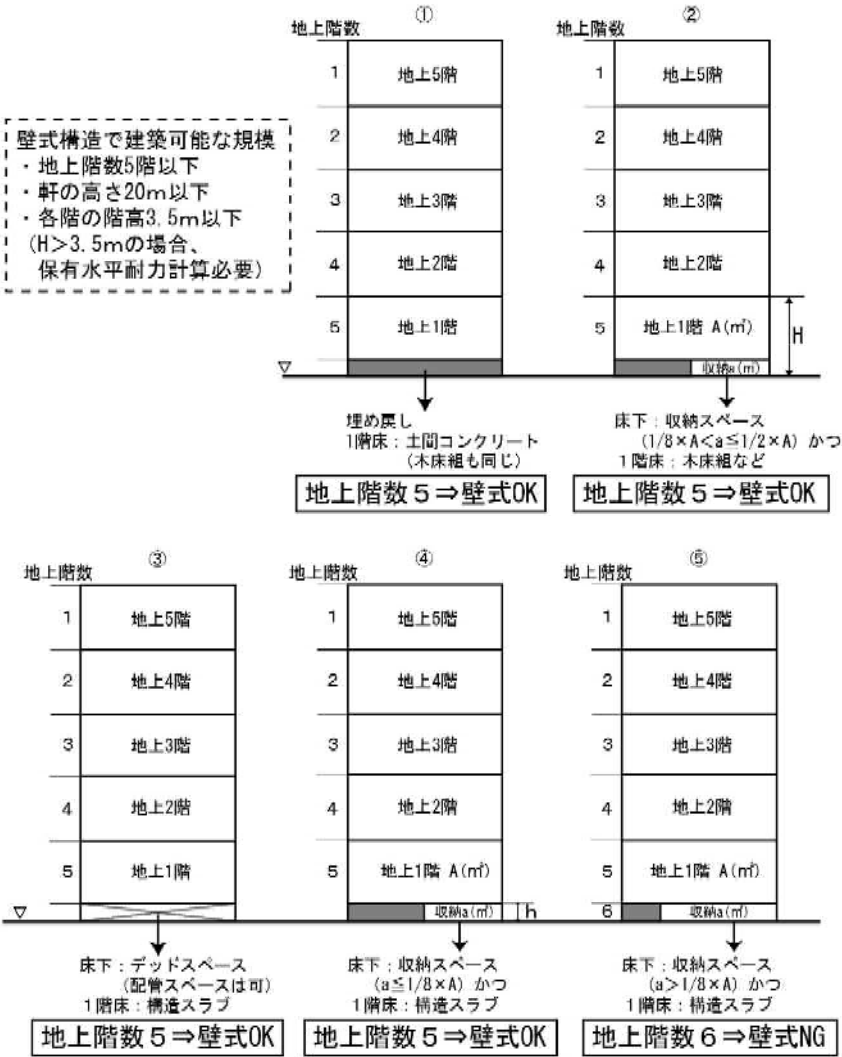 ①
地上階数
1
地上5階
2
地上4階
3
地上3階
4
地上2階
5
地上1階
▽
埋め戻し
1階床：土間コンクリート
（木床組も同じ）
地上階数５⇒壁式OK
②
地上階数
1
地上5階
2
地上4階
3
地上3階
4
地上2階
5
地上1階 A(㎡)
H
収納a(㎡)
床下：収納スペース
（1/8×A<a≦1/2×A）かつ
１階床：木床組など
地上階数５⇒壁式OK
壁式構造で建築可能な規模
・地上階数5階以下
・軒の高さ20m以下
・各階の階高3.5m以下
（H＞3.5mの場合、
保有水平耐力計算必要）
③
地上階数
1
地上5階
2
地上4階
3
地上3階
4
地上2階
5
地上1階
▽
床下：デッドスペース
（配管スペースは可）
１階床：構造スラブ
地上階数５⇒壁式OK
④
地上階数
1
地上5階
2
地上4階
3
地上3階
4
地上2階
5
地上1階 A(㎡)
収納a(㎡)
h
床下：収納スペース
（a≦1/8×A）かつ
１階床：構造スラブ
地上階数５⇒壁式OK
⑤
地上階数
1
地上5階
2
地上4階
3
地上3階
4
地上2階
5
地上1階 A(㎡)
6
収納a(㎡)
床下：収納スペース
（a＞1/8×A）かつ
１階床：構造スラブ
地上階数６⇒壁式NG